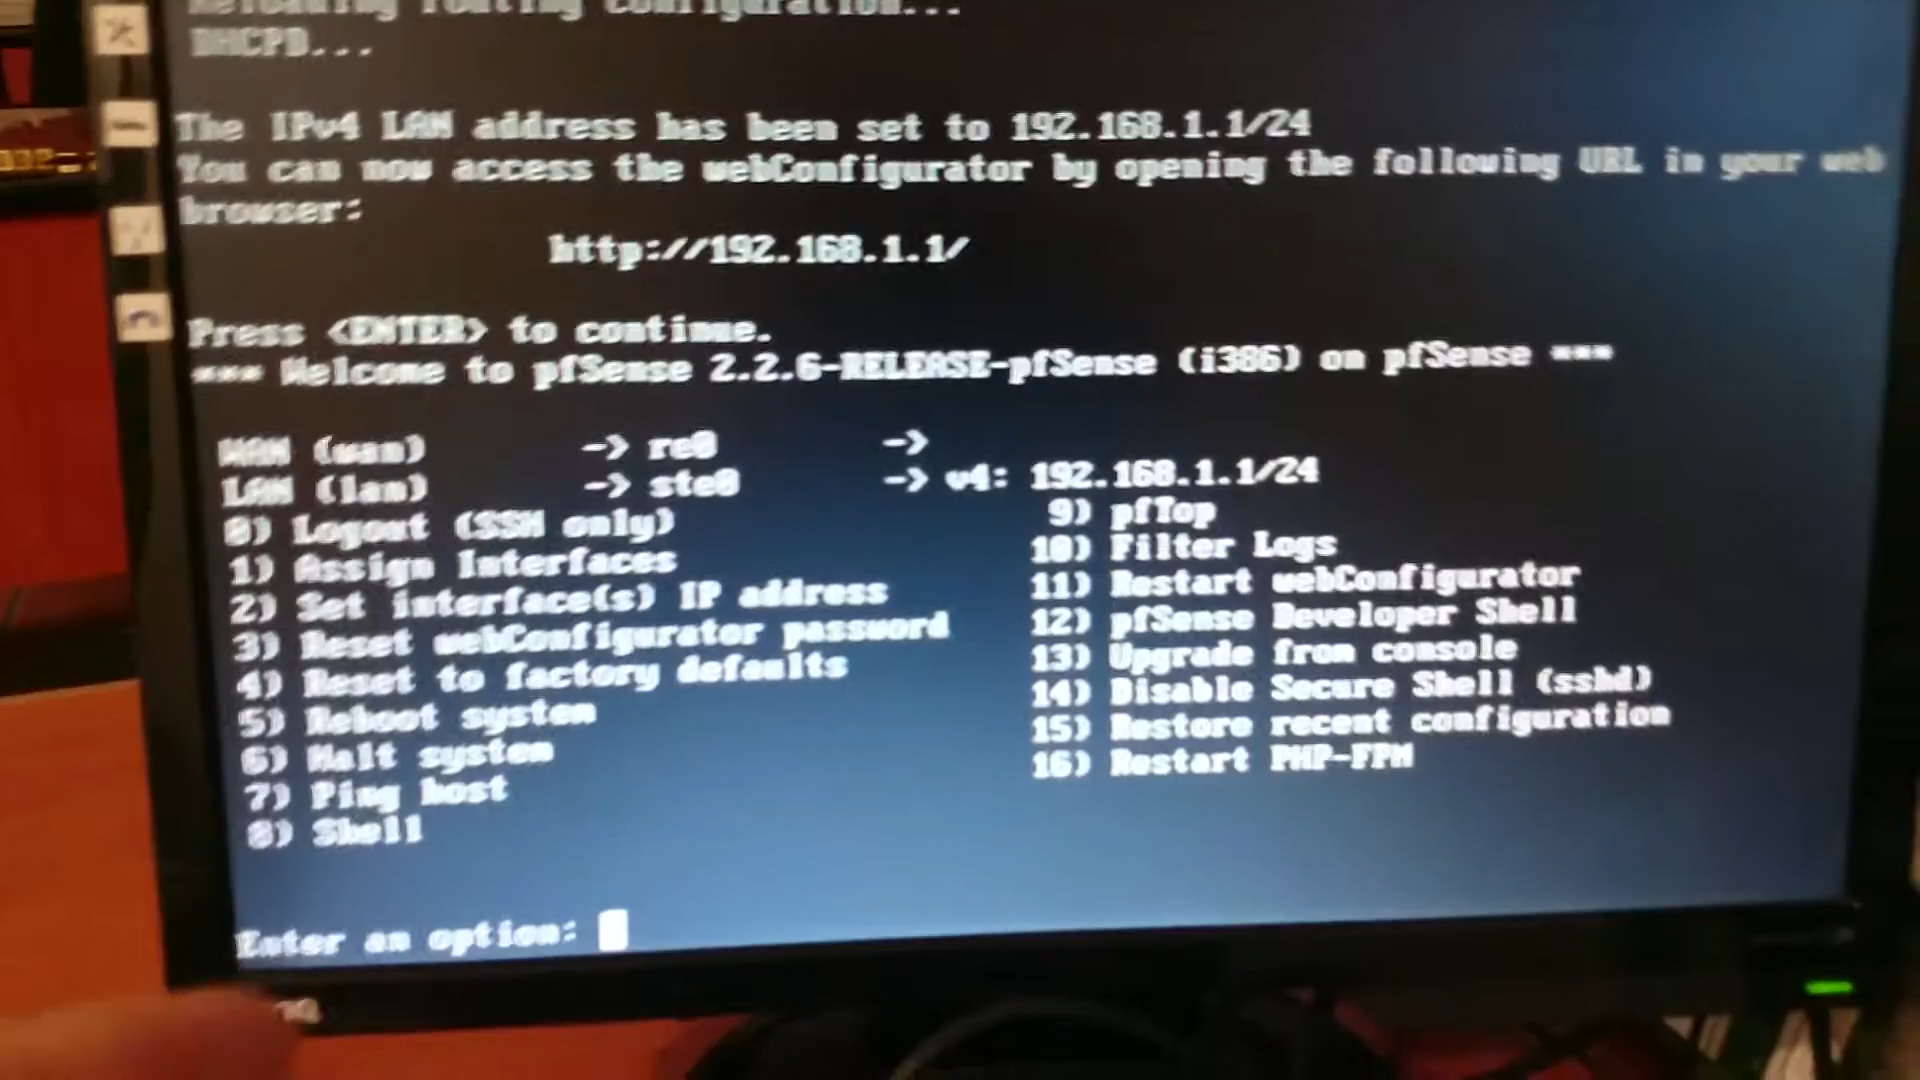 Reloading routing configuration...
DHCPD...
The IPv4 LAN address has been set to 192.168.1.1/24
You can now access the webConfigurator by opening the following URL in your web
browser:
http://192.168.1.1/
Press <ENTER> to continue.
*** Welcome to pfSense 2.2.6-RELEASE-pfSense (i386) on pfSense ***
WAN (wan) -> re0 ->
LAN (lan) -> ste0 -> v4: 192.168.1.1/24
0) Logout (SSH only) 9) pfTop
1) Assign Interfaces 10) Filter Logs
2) Set interface(s) IP address 11) Restart webConfigurator
3) Reset webConfigurator password 12) pfSense Developer Shell
4) Reset to factory defaults 13) Upgrade from console
5) Reboot system 14) Disable Secure Shell (sshd)
6) Halt system 15) Restore recent configuration
7) Ping host 16) Restart PHP-FPM
8) Shell
Enter an option: